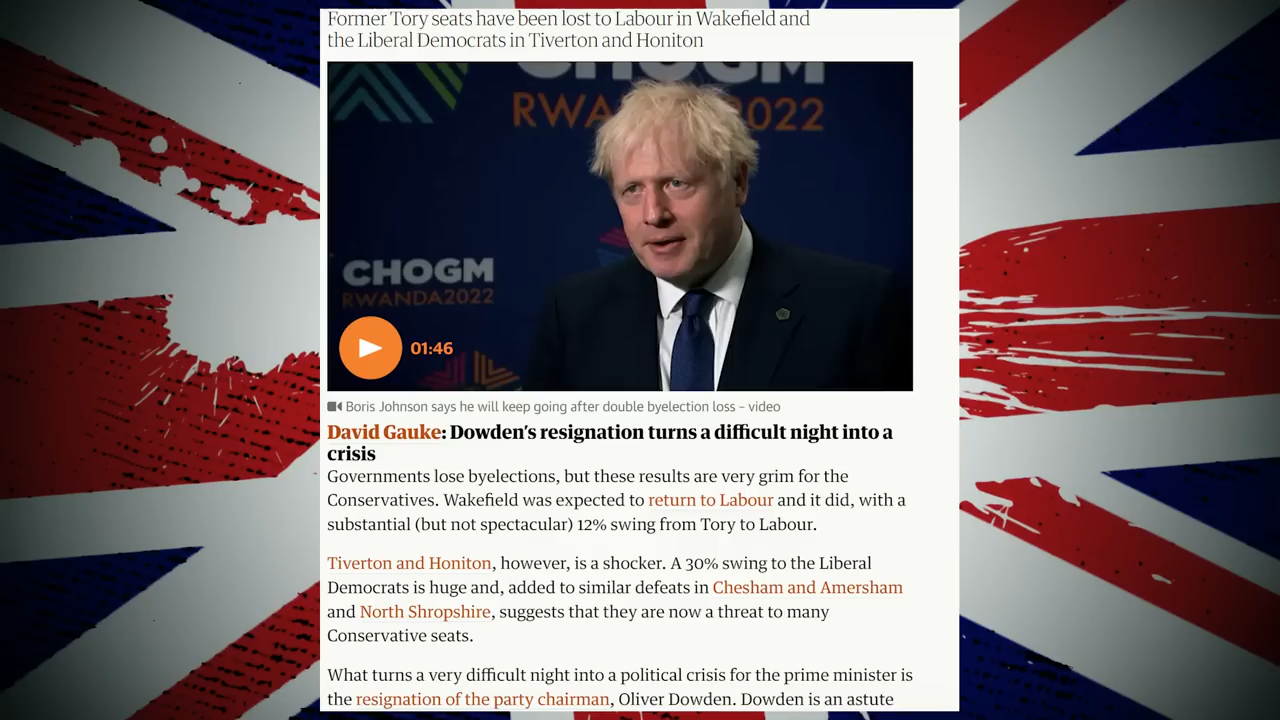 Former Tory seats have been lost to Labour in Wakefield and
the Liberal Democrats in Tiverton and Honiton
CHOGM
RWANDA2022
CHOGM
RWANDA2022
01:46
Boris Johnson says he will keep going after double byelection loss – video
David Gauke: Dowden’s resignation turns a difficult night into a
crisis
Governments lose byelections, but these results are very grim for the
Conservatives. Wakefield was expected to return to Labour and it did, with a
substantial (but not spectacular) 12% swing from Tory to Labour.
Tiverton and Honiton, however, is a shocker. A 30% swing to the Liberal
Democrats is huge and, added to similar defeats in Chesham and Amersham
and North Shropshire, suggests that they are now a threat to many
Conservative seats.
What turns a very difficult night into a political crisis for the prime minister is
the resignation of the party chairman, Oliver Dowden. Dowden is an astute